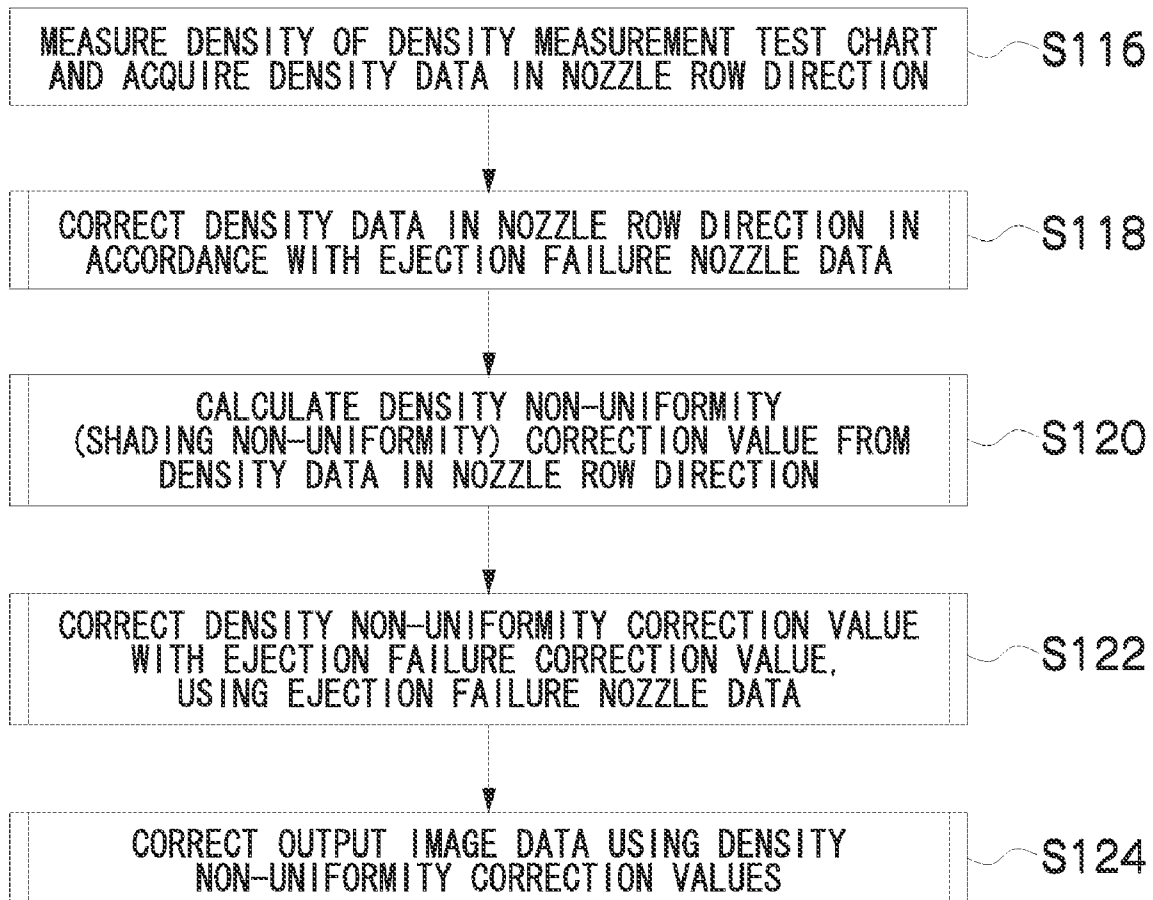 MEASURE DENSITY OF DENSITY MEASUREMENT TEST CHART
AND ACQUIRE DENSITY DATA IN NOZZLE ROW DIRECTION
S116
CORRECT DENSITY DATA IN NOZZLE ROW DIRECTION IN
ACCORDANCE WITH EJECTION FAILURE NOZZLE DATA
S118
CALCULATE DENSITY NON-UNIFORMITY
(SHADING NON-UNIFORMITY) CORRECTION VALUE FROM
DENSITY DATA IN NOZZLE ROW DIRECTION
S120
CORRECT DENSITY NON-UNIFORMITY CORRECTION VALUE
WITH EJECTION FAILURE CORRECTION VALUE,
USING EJECTION FAILURE NOZZLE DATA
S122
CORRECT OUTPUT IMAGE DATA USING DENSITY
NON-UNIFORMITY CORRECTION VALUES
S124